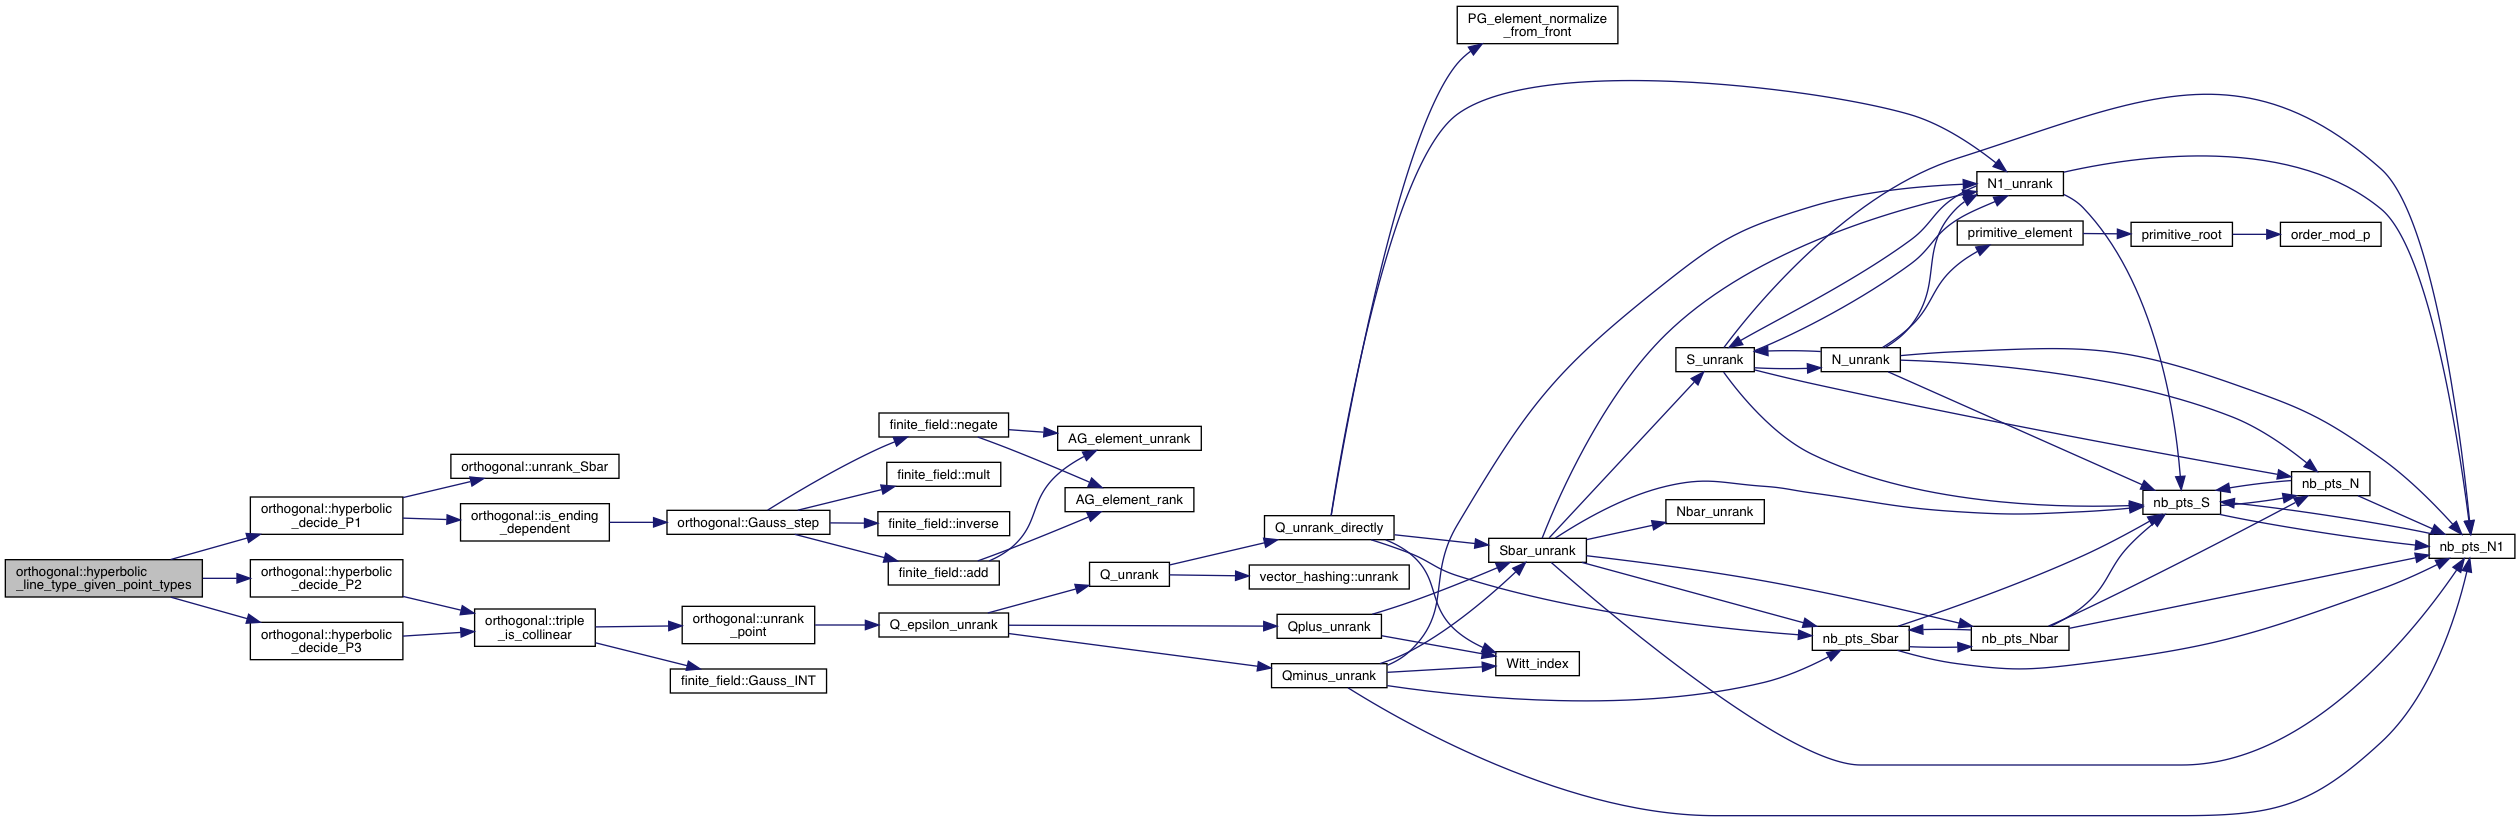 orthogonal::hyperbolic
_line_type_given_point_types
orthogonal::hyperbolic
_decide_P1
orthogonal::hyperbolic
_decide_P2
orthogonal::hyperbolic
_decide_P3
orthogonal::unrank_Sbar
orthogonal::is_ending
_dependent
orthogonal::triple
_is_collinear
orthogonal::Gauss_step
orthogonal::unrank
_point
finite_field::Gauss_INT
finite_field::negate
finite_field::mult
finite_field::inverse
finite_field::add
Q_epsilon_unrank
AG_element_unrank
AG_element_rank
Q_unrank
Q_unrank_directly
vector_hashing::unrank
Qplus_unrank
Qminus_unrank
PG_element_normalize
_from_front
Sbar_unrank
Witt_index
S_unrank
Nbar_unrank
N_unrank
nb_pts_Sbar
N1_unrank
primitive_element
nb_pts_Nbar
primitive_root
nb_pts_S
order_mod_p
nb_pts_N
nb_pts_N1